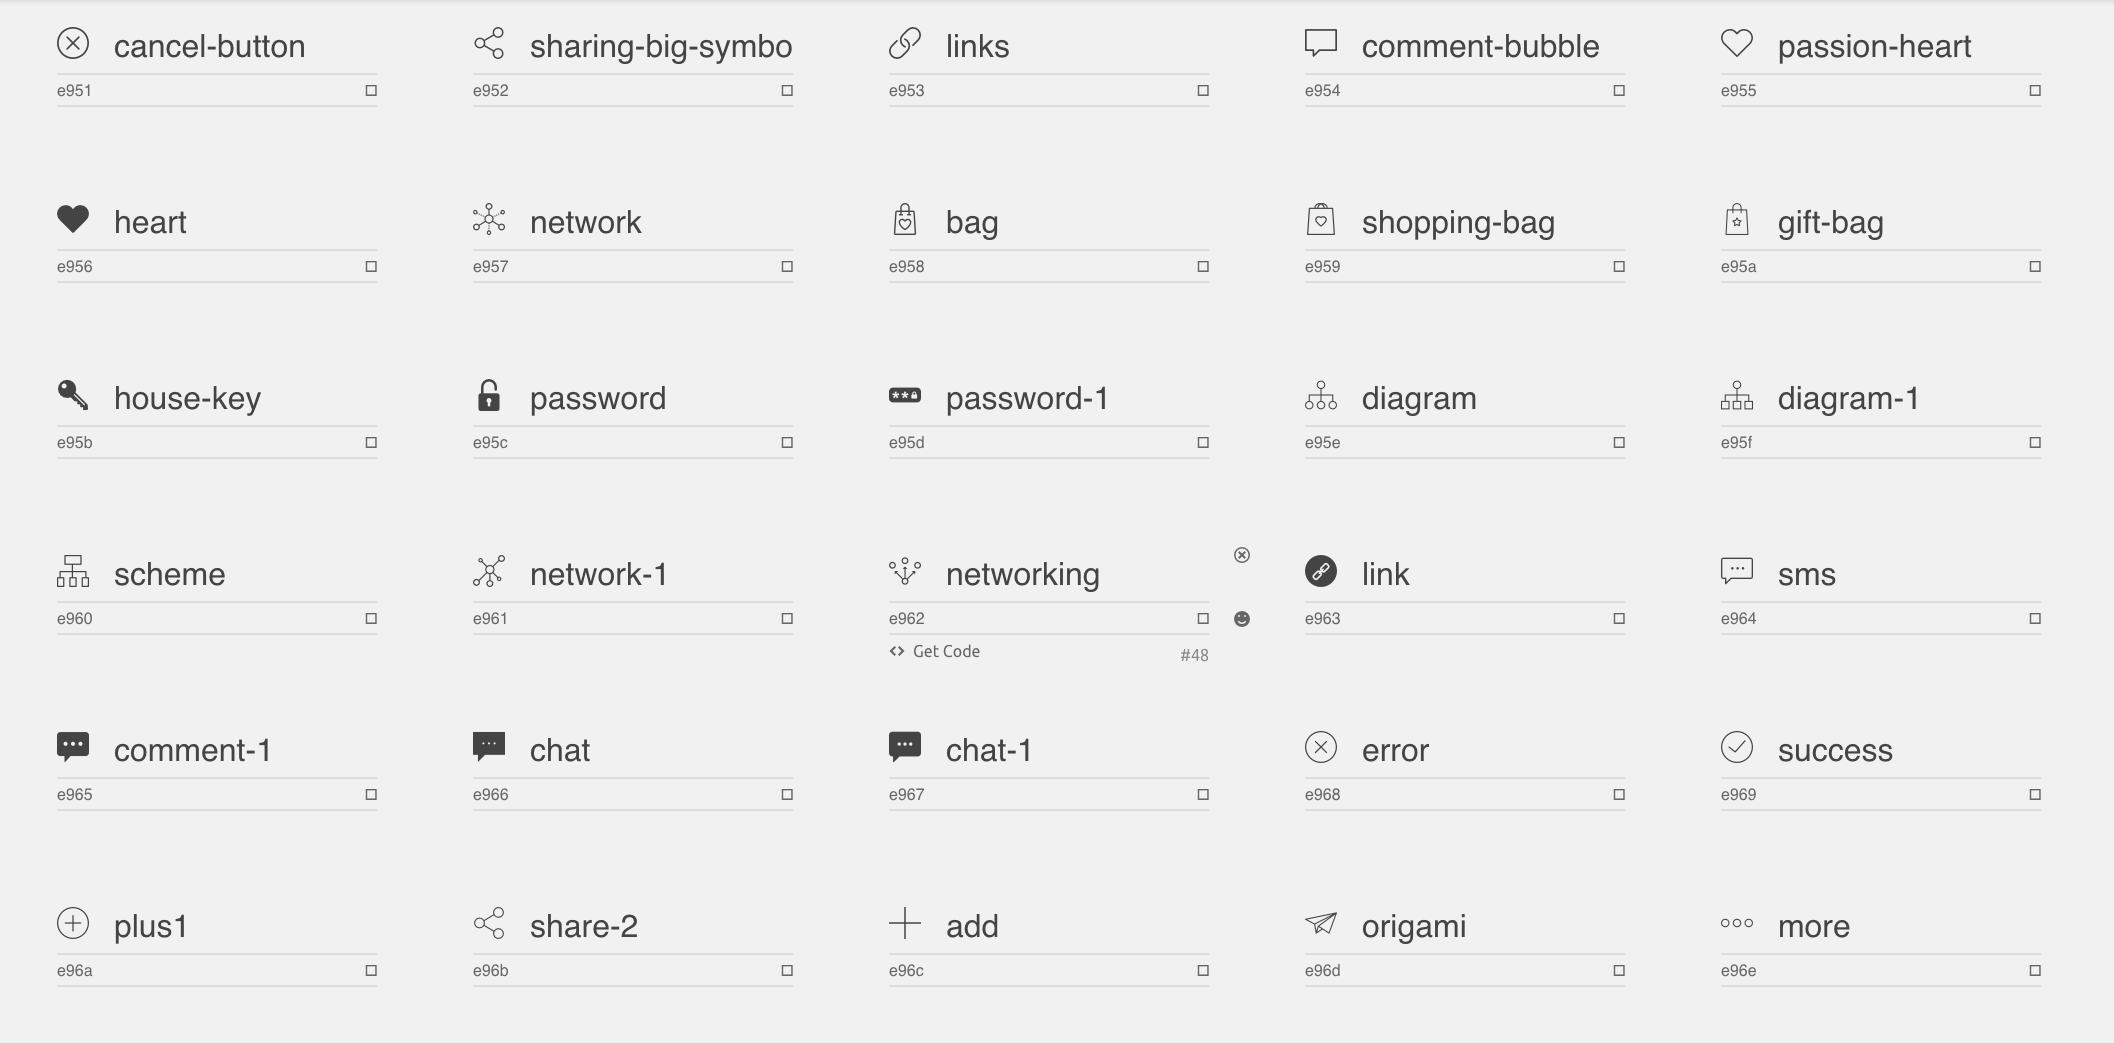 cancel-button
sharing-big-symbo
links
comment-bubble
passion-heart
e951
e952
e953
e954
e955
heart
network
bag
shopping-bag
gift-bag
e956
e957
e958
e959
e95a
house-key
password
password-1
diagram
diagram-1
e95b
e95c
e95d
e95e
e95f
scheme
network-1
networking
link
sms
e960
e961
e962
e963
e964
Get Code
#48
comment-1
chat
chat-1
error
success
e965
e966
e967
e968
e969
plus1
share-2
add
origami
more
e96a
e96b
e96c
e96d
e96e